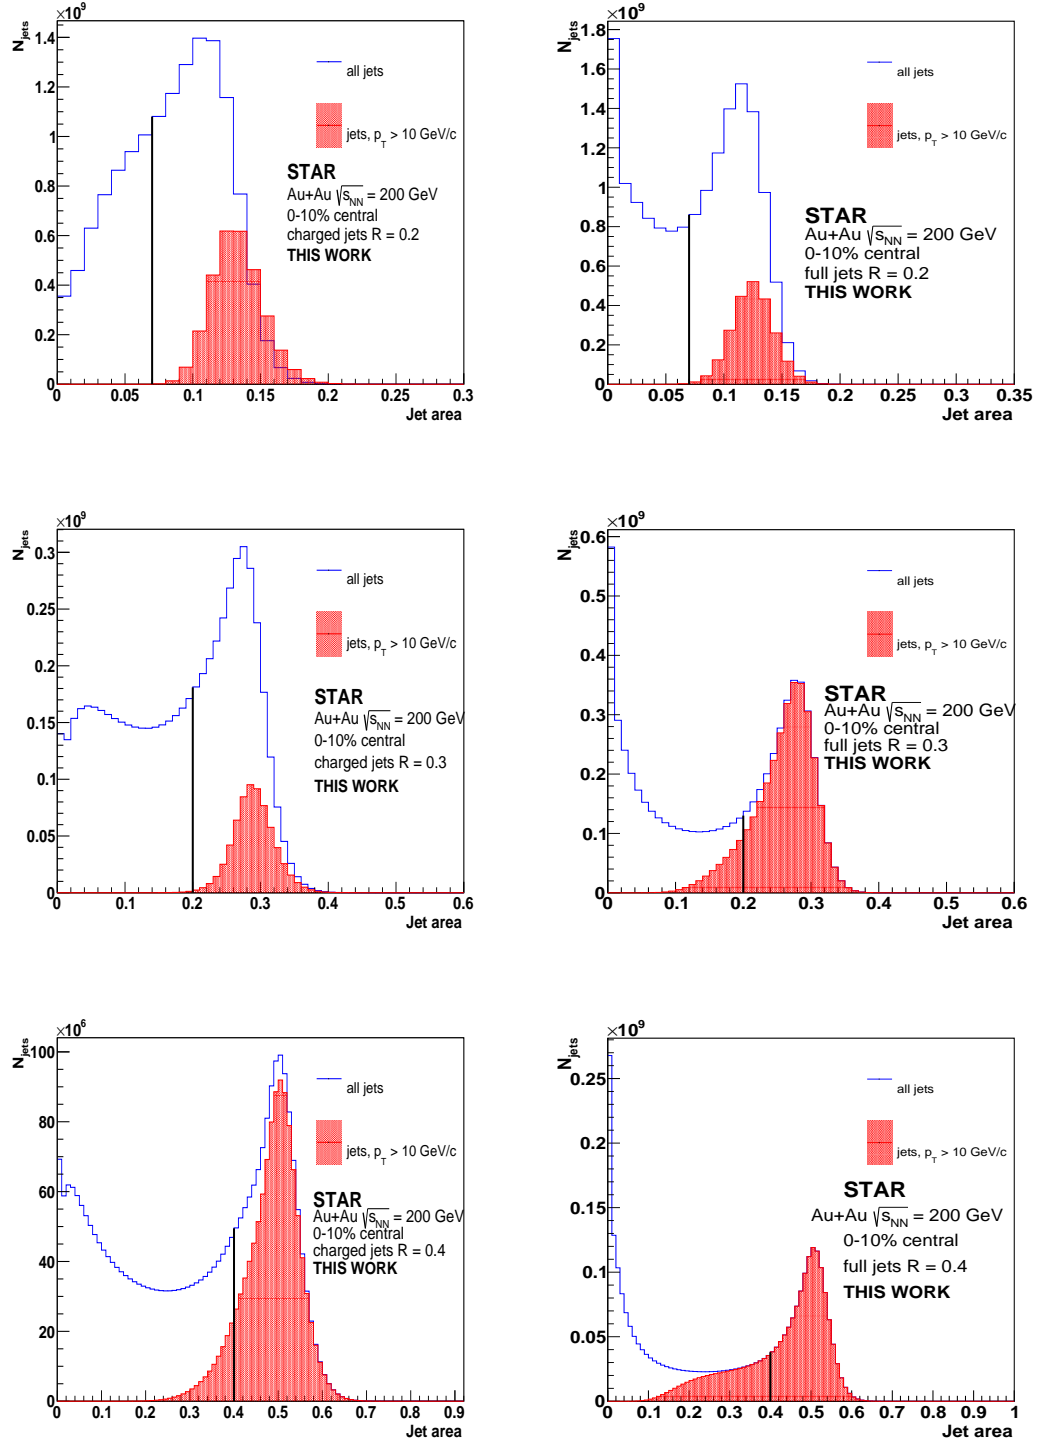 ×10⁹
N_jets
1.4
1.2
1
0.8
0.6
0.4
0.2
0
all jets
jets, p_T > 10 GeV/c
STAR
Au+Au √s_NN = 200 GeV
0-10% central
charged jets R = 0.2
THIS WORK
0 0.05 0.1 0.15 0.2 0.25 0.3
Jet area
×10⁹
N_jets
1.8
1.6
1.4
1.2
1
0.8
0.6
0.4
0.2
0
all jets
jets, p_T > 10 GeV/c
STAR
Au+Au √s_NN = 200 GeV
0-10% central
full jets R = 0.2
THIS WORK
0 0.05 0.1 0.15 0.2 0.25 0.3 0.35
Jet area
×10⁹
N_jets
0.3
0.25
0.2
0.15
0.1
0.05
0
all jets
jets, p_T > 10 GeV/c
STAR
Au+Au √s_NN = 200 GeV
0-10% central
charged jets R = 0.3
THIS WORK
0 0.1 0.2 0.3 0.4 0.5 0.6
Jet area
×10⁹
N_jets
0.6
0.5
0.4
0.3
0.2
0.1
0
all jets
jets, p_T > 10 GeV/c
STAR
Au+Au √s_NN = 200 GeV
0-10% central
full jets R = 0.3
THIS WORK
0 0.1 0.2 0.3 0.4 0.5 0.6
Jet area
×10⁶
N_jets
100
80
60
40
20
0
all jets
jets, p_T > 10 GeV/c
STAR
Au+Au √s_NN = 200 GeV
0-10% central
charged jets R = 0.4
THIS WORK
0 0.1 0.2 0.3 0.4 0.5 0.6 0.7 0.8 0.9
Jet area
×10⁹
N_jets
0.25
0.2
0.15
0.1
0.05
0
all jets
jets, p_T > 10 GeV/c
STAR
Au+Au √s_NN = 200 GeV
0-10% central
full jets R = 0.4
THIS WORK
0 0.1 0.2 0.3 0.4 0.5 0.6 0.7 0.8 0.9 1
Jet area